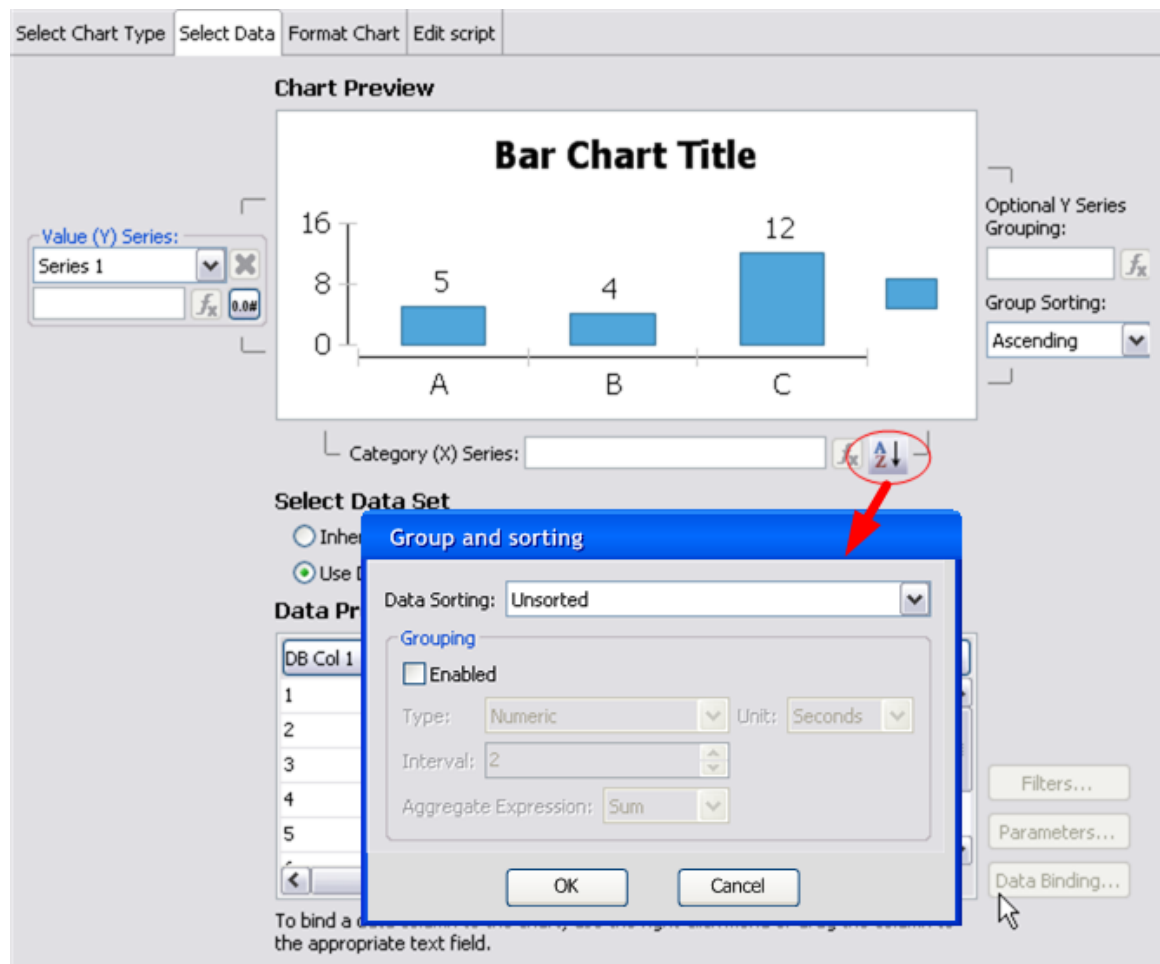 Select Chart Type Select Data Format Chart Edit script
Chart Preview
Bar Chart Title
16
8
0
5
4
12
A B C
Value (Y) Series:
Series 1
fx 0.0#
Optional Y Series
Grouping:
fx
Group Sorting:
Ascending
Category (X) Series: fx AZ
Select Data Set
Inher
Use D
Data Pr
DB Col 1
1
2
3
4
5
Group and sorting
Data Sorting: Unsorted
Grouping
Enabled
Type: Numeric Unit: Seconds
Interval: 2
Aggregate Expression: Sum
OK Cancel
Filters...
Parameters...
Data Binding...
To bind a
the appropriate text field.